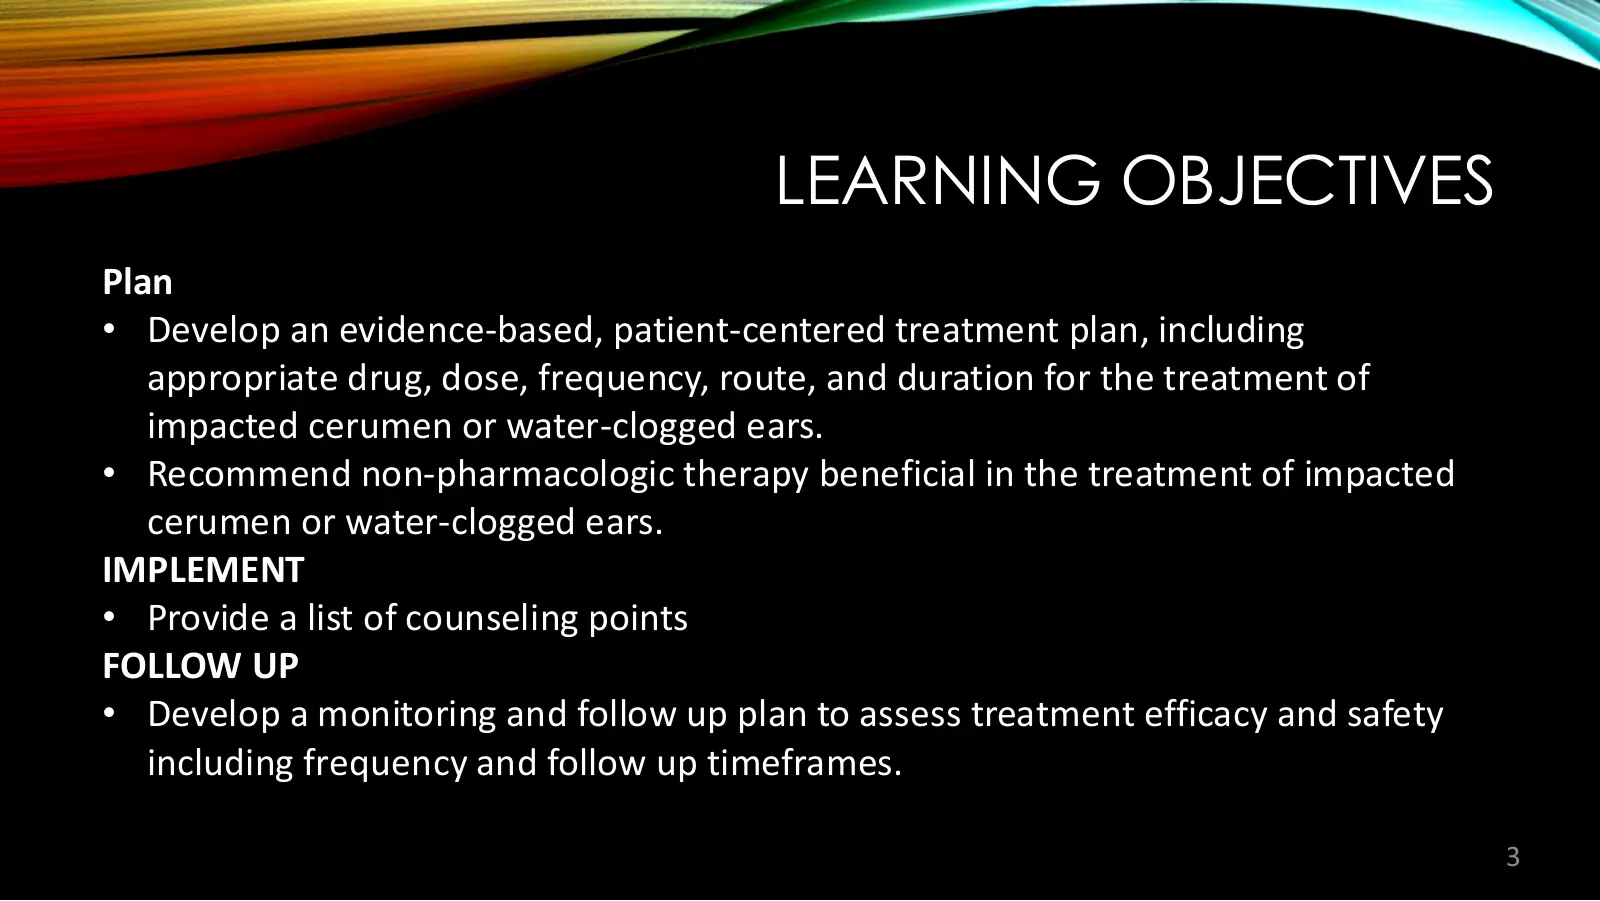 LEARNING OBJECTIVES
Plan
• Develop an evidence-based, patient-centered treatment plan, including
appropriate drug, dose, frequency, route, and duration for the treatment of
impacted cerumen or water-clogged ears.
• Recommend non-pharmacologic therapy beneficial in the treatment of impacted
cerumen or water-clogged ears.
IMPLEMENT
• Provide a list of counseling points
FOLLOW UP
• Develop a monitoring and follow up plan to assess treatment efficacy and safety
including frequency and follow up timeframes.
3